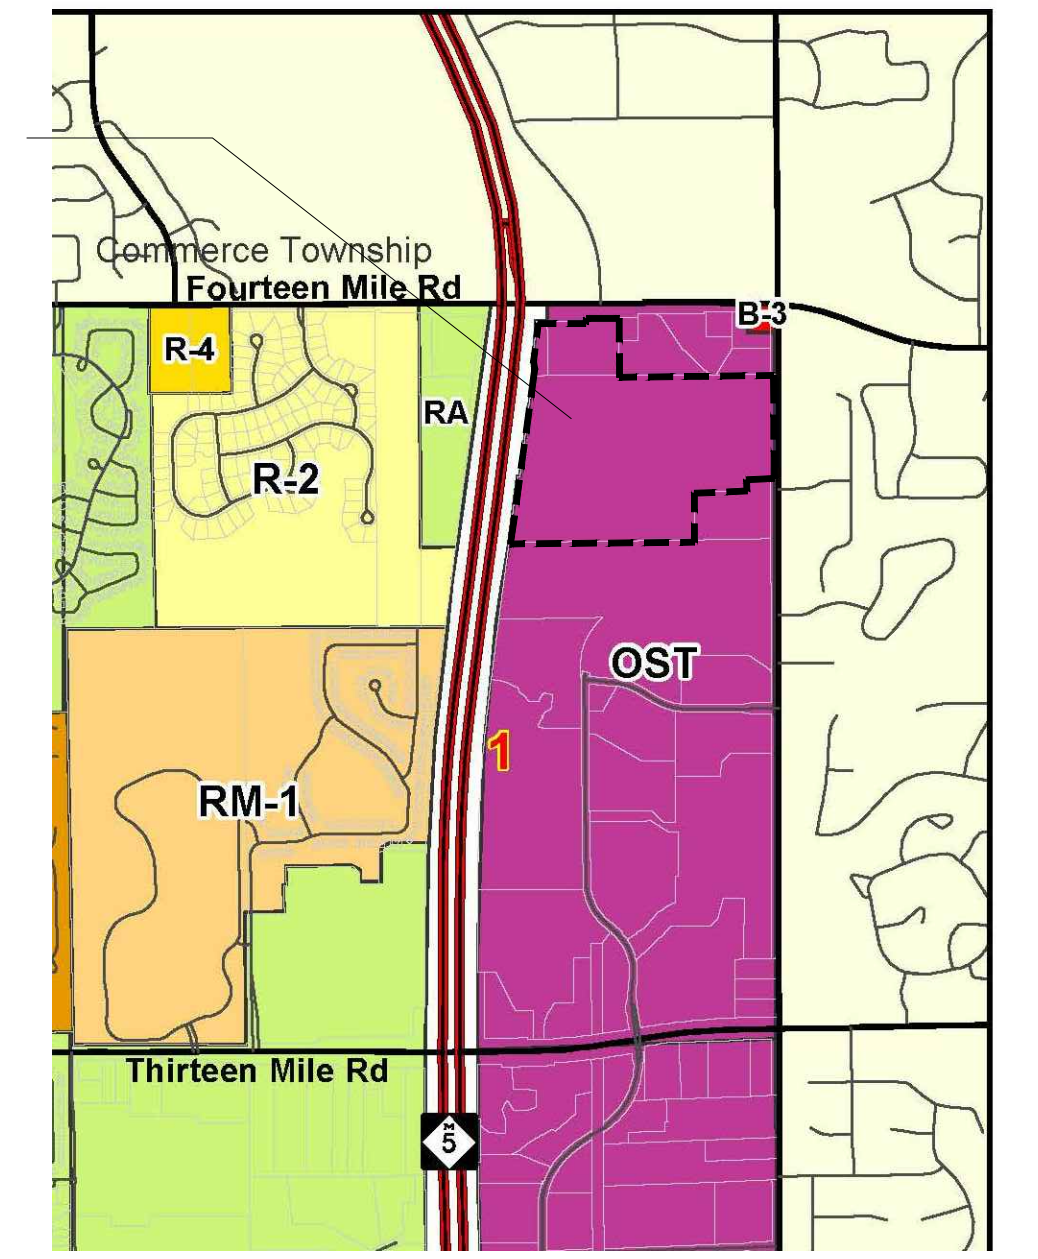 Commerce Township
Fourteen Mile Rd
B-3
R-4
RA
R-2
OST
1
RM-1
Thirteen Mile Rd
M
5